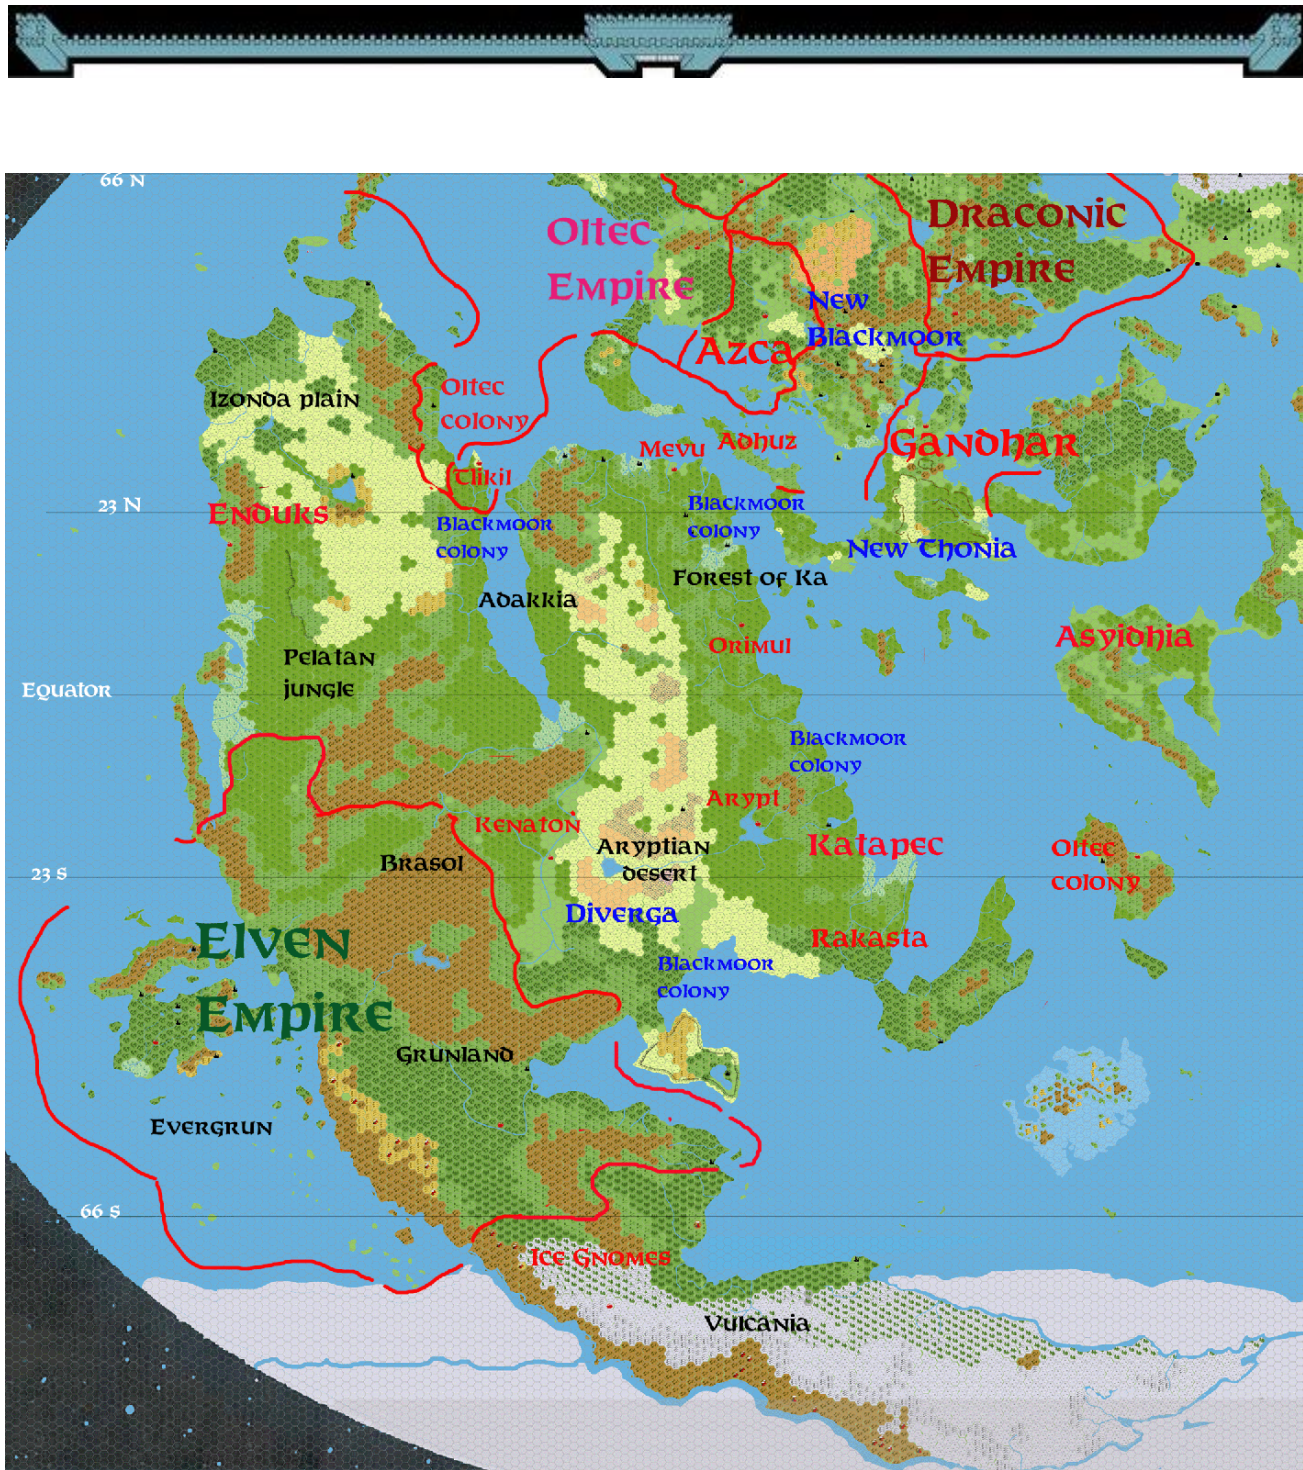 66 N
Oltec
Empire
Draconic
Empire
New
Blackmoor
Azca
Izonda plain
Oltec
colony
Mevu
Adhuz
Gandhar
Tlikil
23 N
Enduks
Blackmoor
colony
Blackmoor
colony
New Thonia
Forest of Ka
Adakkia
Orimul
Asyidhia
Pelatan
jungle
Equator
Blackmoor
colony
Arypt
Kenaton
Aryptian
desert
Katapec
Oltec
colony
Brasol
23 S
Diverga
Elven
Empire
Rakasta
Blackmoor
colony
Grunland
Evergrun
66 S
Ice Gnomes
Vulcania